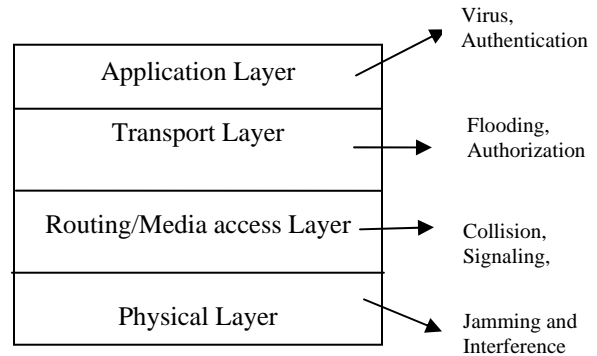 Virus,
Authentication
Application Layer
Transport Layer
Flooding,
Authorization
Routing/Media access Layer
Collision,
Signaling,
Physical Layer
Jamming and
Interference